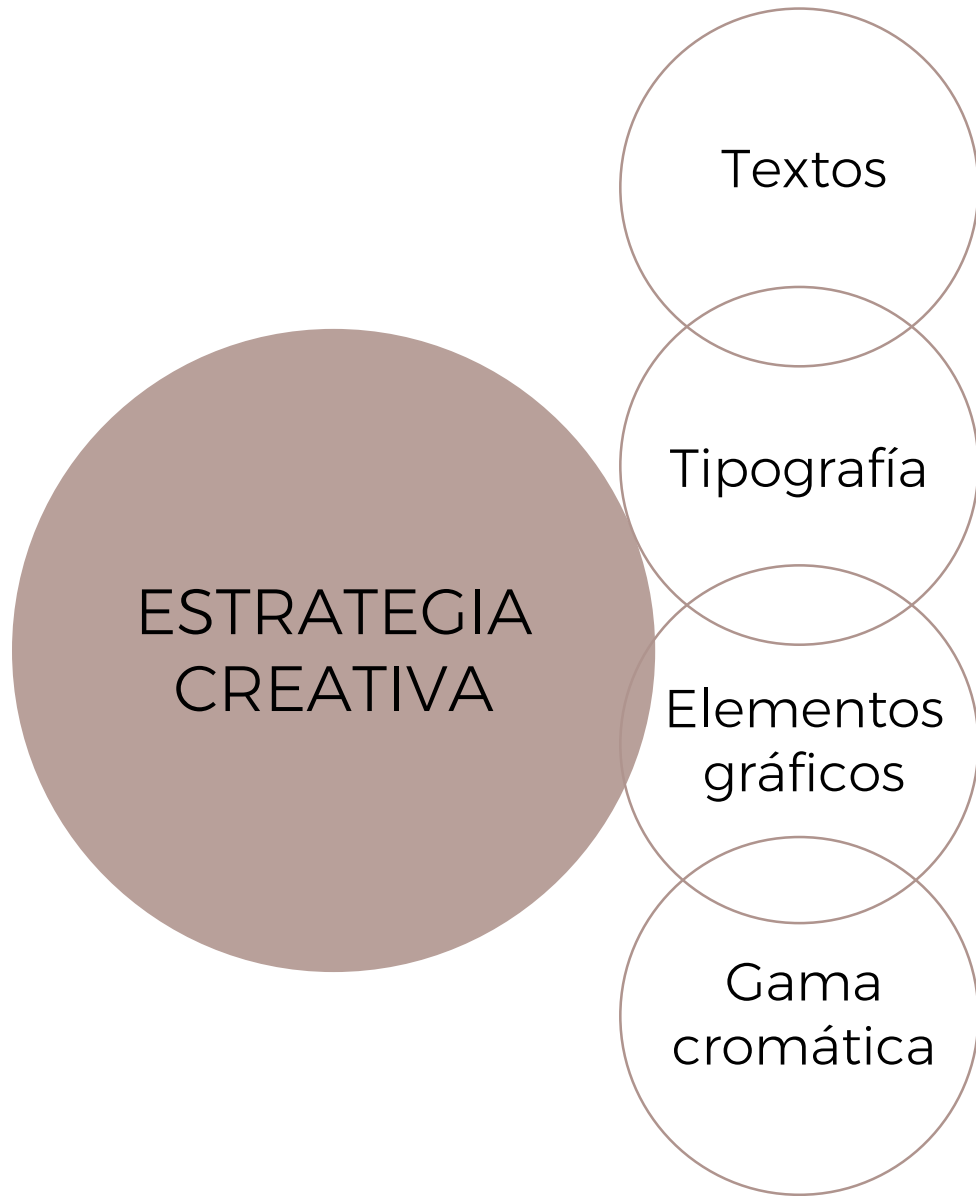 Textos
Tipografía
ESTRATEGIA
CREATIVA
Elementos
gráficos
Gama
cromática